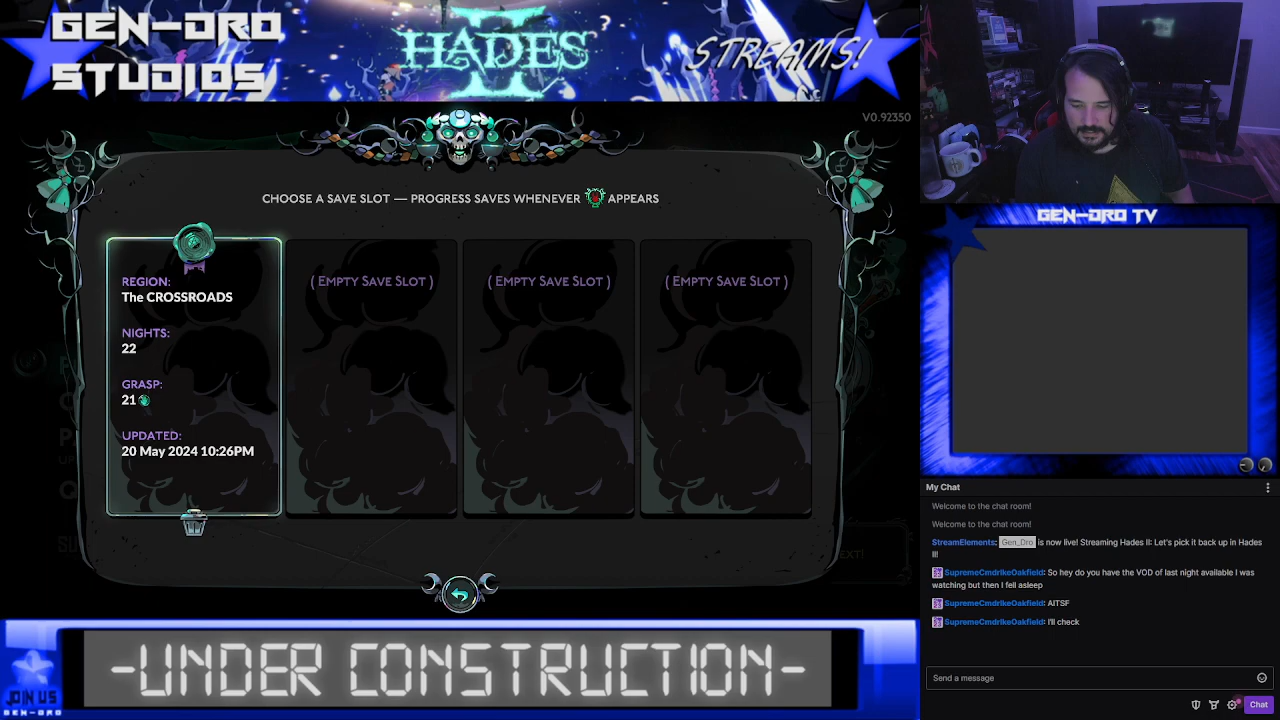 GEN-DRO
STUDIOS
HADES
II
STREAMS!
V0.92350
CHOOSE A SAVE SLOT — PROGRESS SAVES WHENEVER APPEARS
REGION:
The CROSSROADS
NIGHTS:
22
GRASP:
21
UPDATED:
20 May 2024 10:26PM
( EMPTY SAVE SLOT )
( EMPTY SAVE SLOT )
( EMPTY SAVE SLOT )
-UNDER CONSTRUCTION-
JOIN US
GEN-DRO
GEN-DRO TV
My Chat
Welcome to the chat room!
Welcome to the chat room!
StreamElements: Gen_Dro is now live! Streaming Hades II: Let's pick it back up in Hades
II!
SupremeCmdrIkeOakfield: So hey do you have the VOD of last night available I was
watching but then I fell asleep
SupremeCmdrIkeOakfield: AITSF
SupremeCmdrIkeOakfield: I'll check
Send a message
Chat